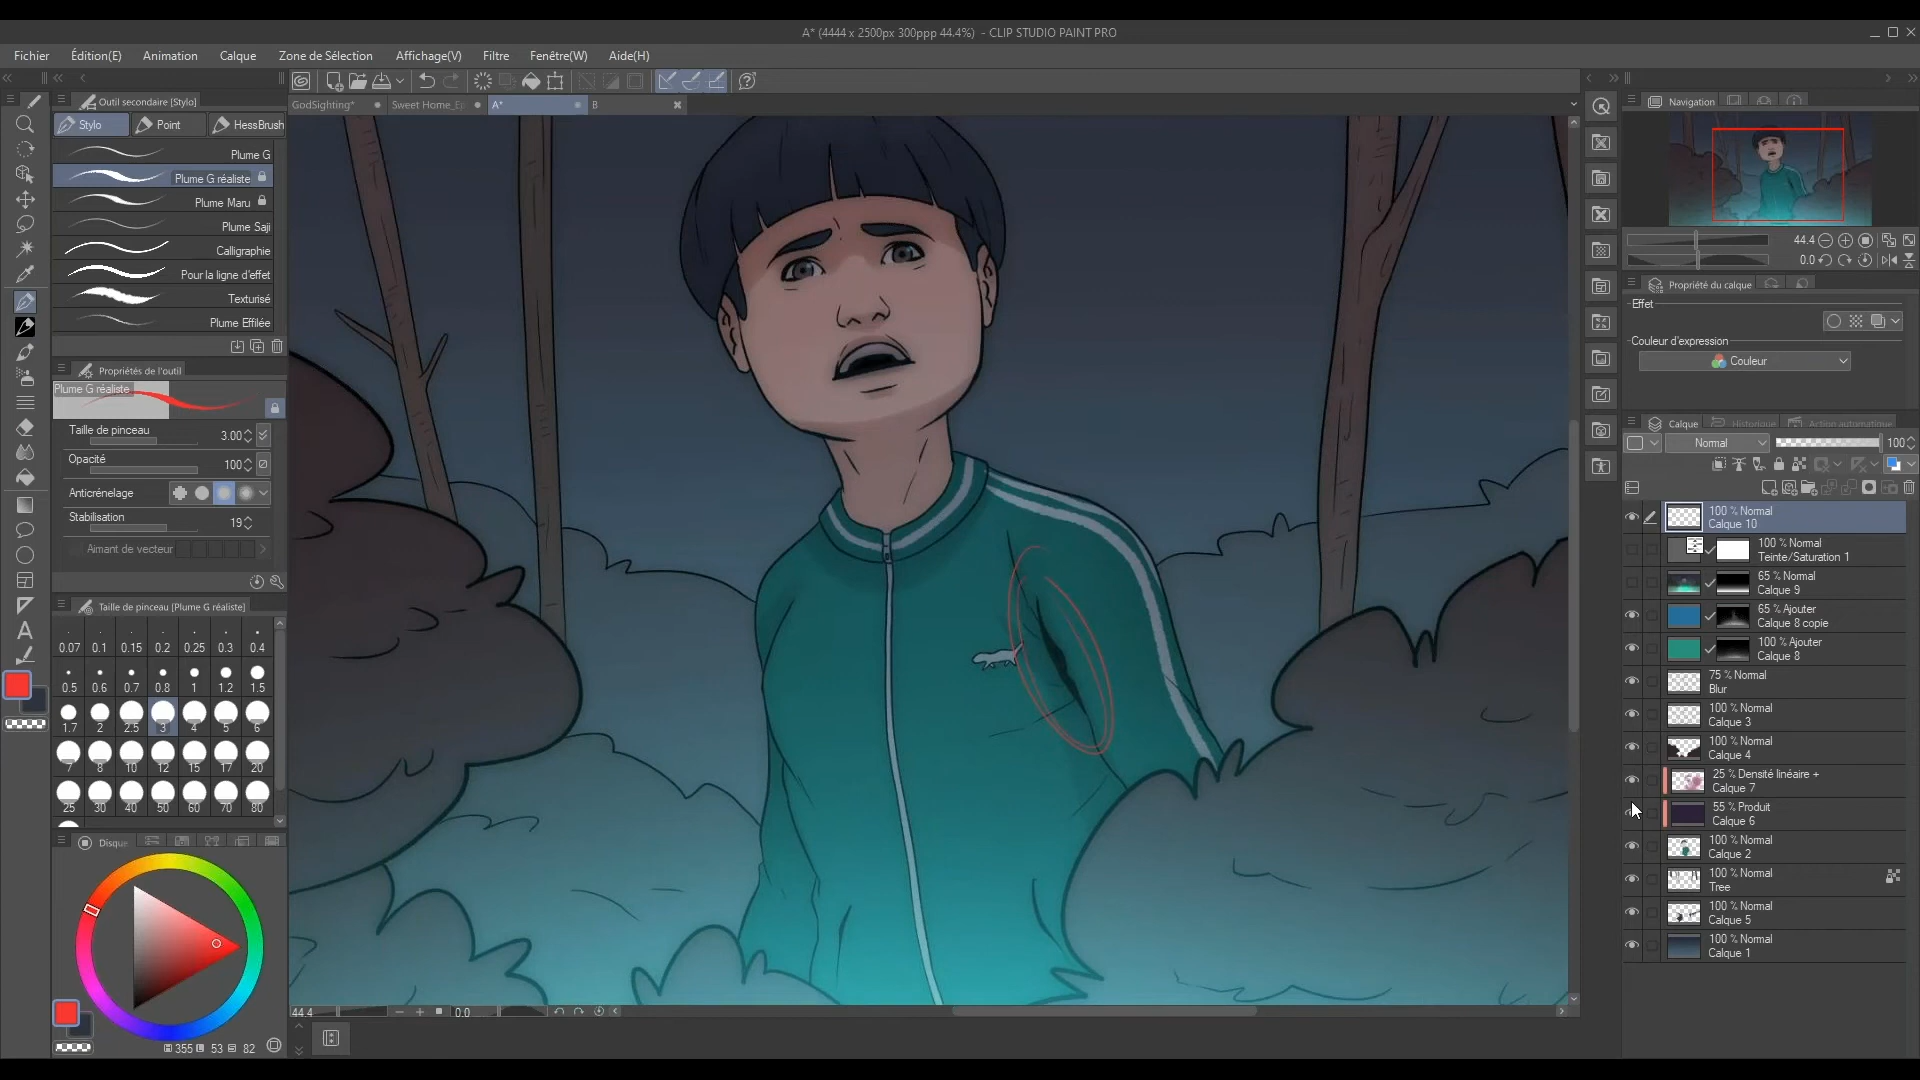 A* (4444 x 2500px 300ppp 44.4%)  - CLIP STUDIO PAINT PRO
Fichier Édition(E) Animation Calque Zone de Sélection Affichage(V) Filtre Fenêtre(W) Aide(H)
Outil secondaire [Stylo]
GodSighting* Sweet Home_E A* B
Stylo Point HessBrush
Plume G
Plume G réaliste
Plume Maru
Plume Saji
Calligraphie
Pour la ligne d'effet
Texturisé
Plume Effilée
Propriétés de l'outil
Plume G réaliste
Taille de pinceau 3.00
Opacité 100
Anticrénelage
Stabilisation 19
Aimant de vecteur
Taille de pinceau [Plume G réaliste]
0.07 0.1 0.15 0.2 0.25 0.3 0.4
0.5 0.6 0.7 0.8 1 1.2 1.5
1.7 2 2.5 3 4 5 6
7 8 10 12 15 17 20
25 30 40 50 60 70 80
Disque
355 53 82
44.4 0.0
Navigation
44.4
0.0
Propriété du calque
Effet
Couleur d'expression
Couleur
Calque Historique Action automatique
Normal 100
100 % Normal
Calque 10
100 % Normal
Teinte/Saturation 1
65 % Normal
Calque 9
65 % Ajouter
Calque 8 copie
100 % Ajouter
Calque 8
75 % Normal
Blur
100 % Normal
Calque 3
100 % Normal
Calque 4
25 % Densité linéaire +
Calque 7
55 % Produit
Calque 6
100 % Normal
Calque 2
100 % Normal
Tree
100 % Normal
Calque 5
100 % Normal
Calque 1